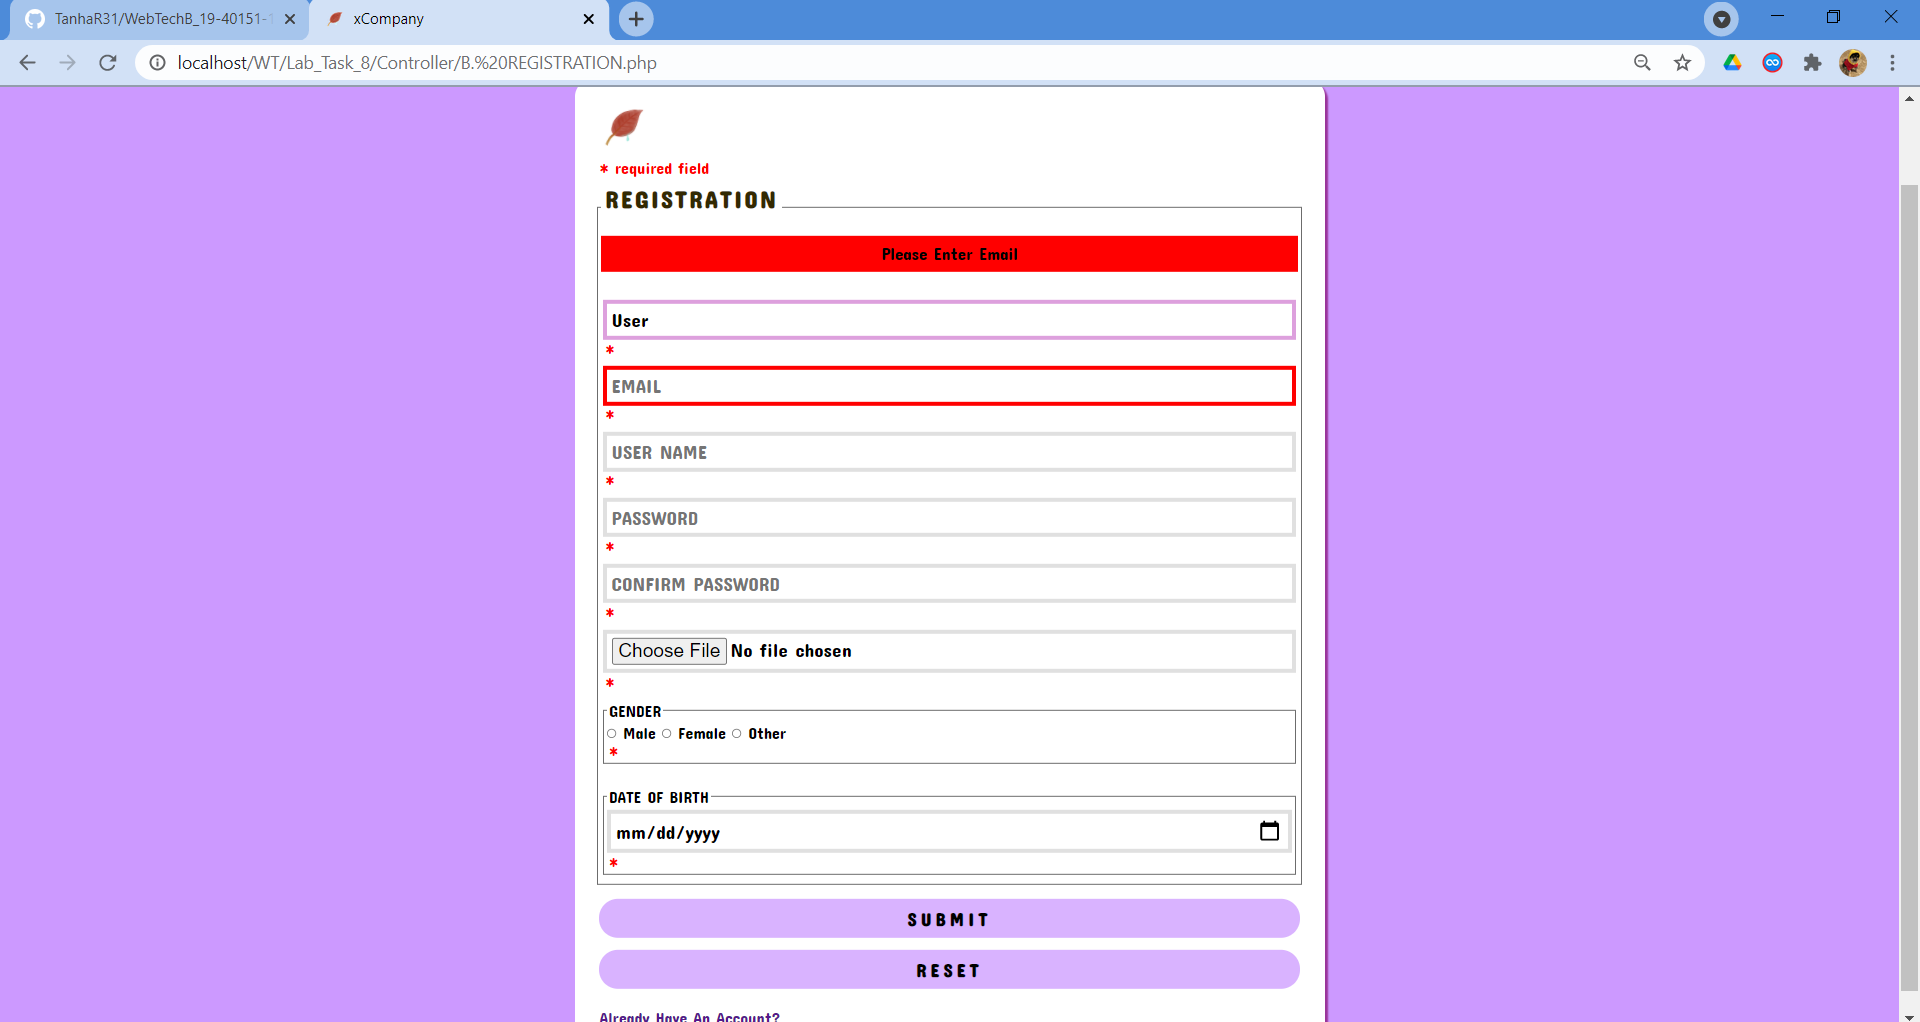 TanhaR31/WebTechB_19-40151-
xCompany
localhost/WT/Lab_Task_8/Controller/B.%20REGISTRATION.php
* required field
REGISTRATION
Please Enter Email
User
*
EMAIL
*
USER NAME
*
PASSWORD
*
CONFIRM PASSWORD
*
Choose File No file chosen
*
GENDER
Male Female Other
*
DATE OF BIRTH
mm/dd/yyyy
*
SUBMIT
RESET
Already Have An Account?